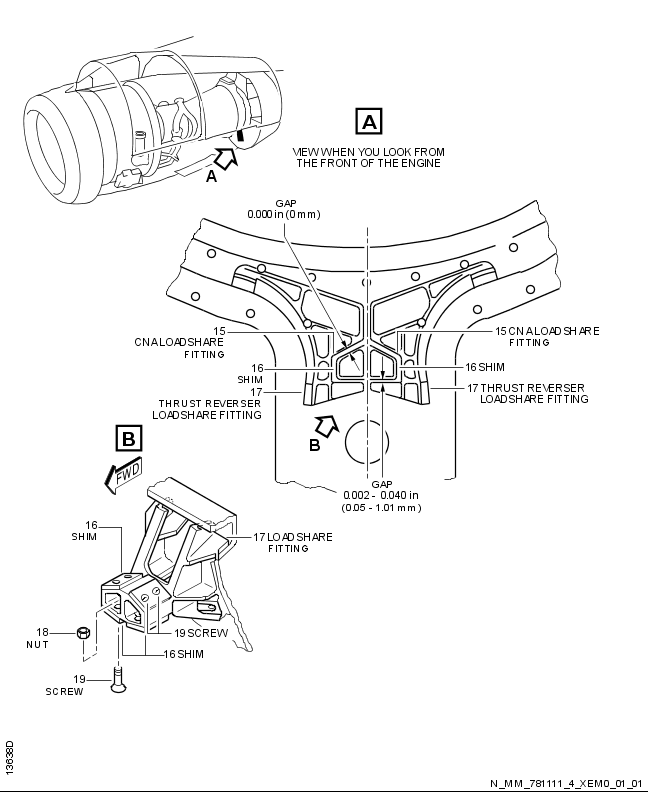 A
VIEW WHEN YOU LOOK FROM
THE FRONT OF THE ENGINE
A
GAP
0.000 in (0 mm)
15
CNA LOADSHARE
FITTING
15 CNA LOADSHARE
FITTING
16
SHIM
16 SHIM
17
THRUST REVERSER
LOADSHARE FITTING
17 THRUST REVERSER
LOADSHARE FITTING
B
GAP
0.002 - 0.040 in
(0.05 - 1.01 mm)
B
FWD
16
SHIM
17 LOADSHARE
FITTING
18
NUT
19 SCREW
16 SHIM
19
SCREW
13638D
N_MM_781111_4_XEM0_01_01